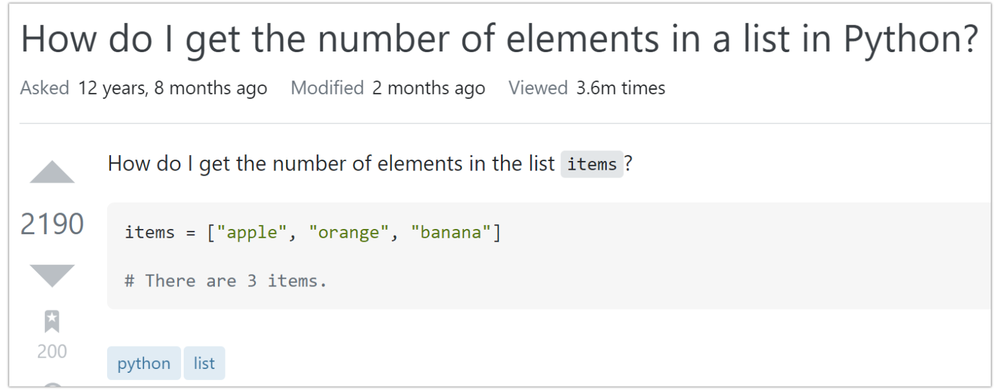 How do I get the number of elements in a list in Python?
Asked 12 years, 8 months ago Modified 2 months ago Viewed 3.6m times
How do I get the number of elements in the list items?
2190
items = ["apple", "orange", "banana"]
# There are 3 items.
200
python list